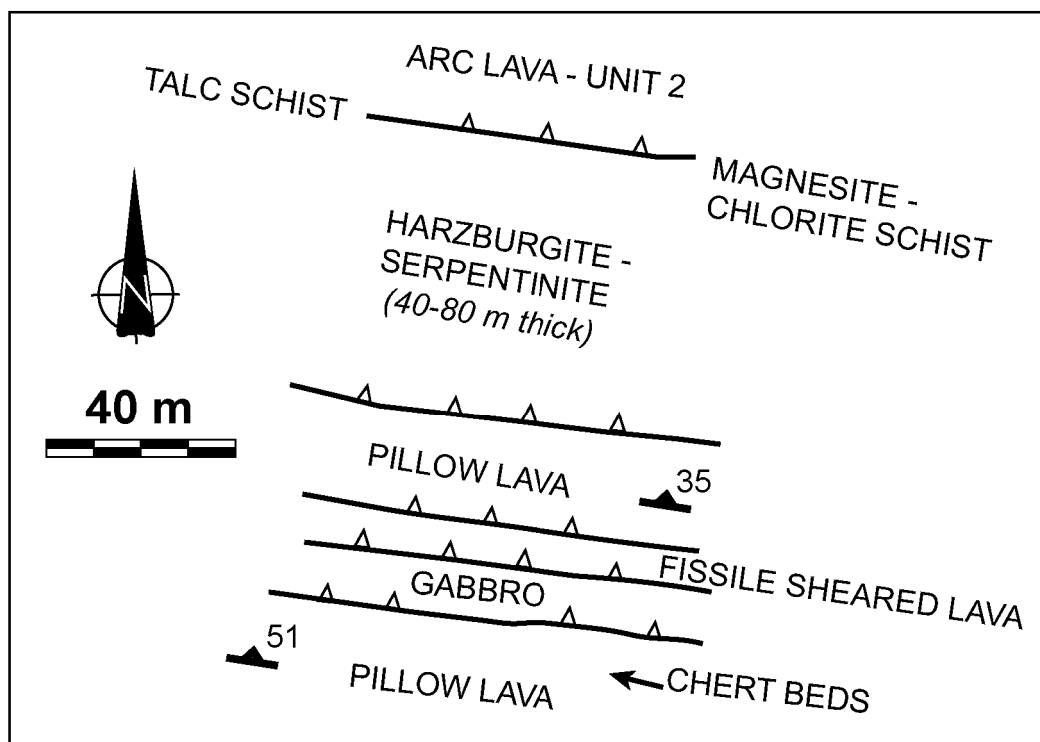 ARC LAVA - UNIT 2
TALC SCHIST
MAGNESITE -
CHLORITE SCHIST
HARZBURGITE -
SERPENTINITE
(40-80 m thick)
N
40 m
PILLOW LAVA
35
FISSILE SHEARED LAVA
GABBRO
51
PILLOW LAVA
CHERT BEDS